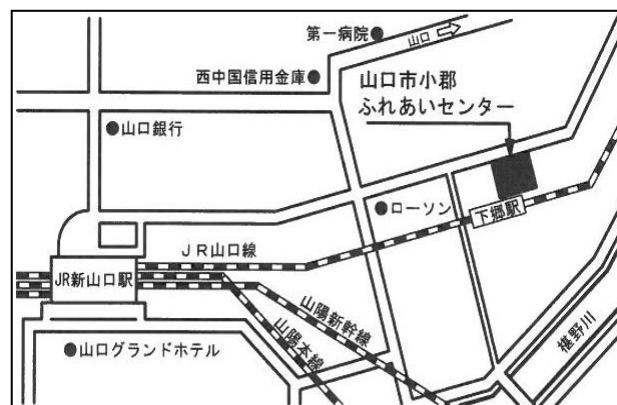 第一病院
山口
西中国信用金庫
山口市小郡
ふれあいセンター
山口銀行
ローソン
下郷駅
JR山口線
JR新山口駅
山陽新幹線
山陽本線
山口グランドホテル
椹野川